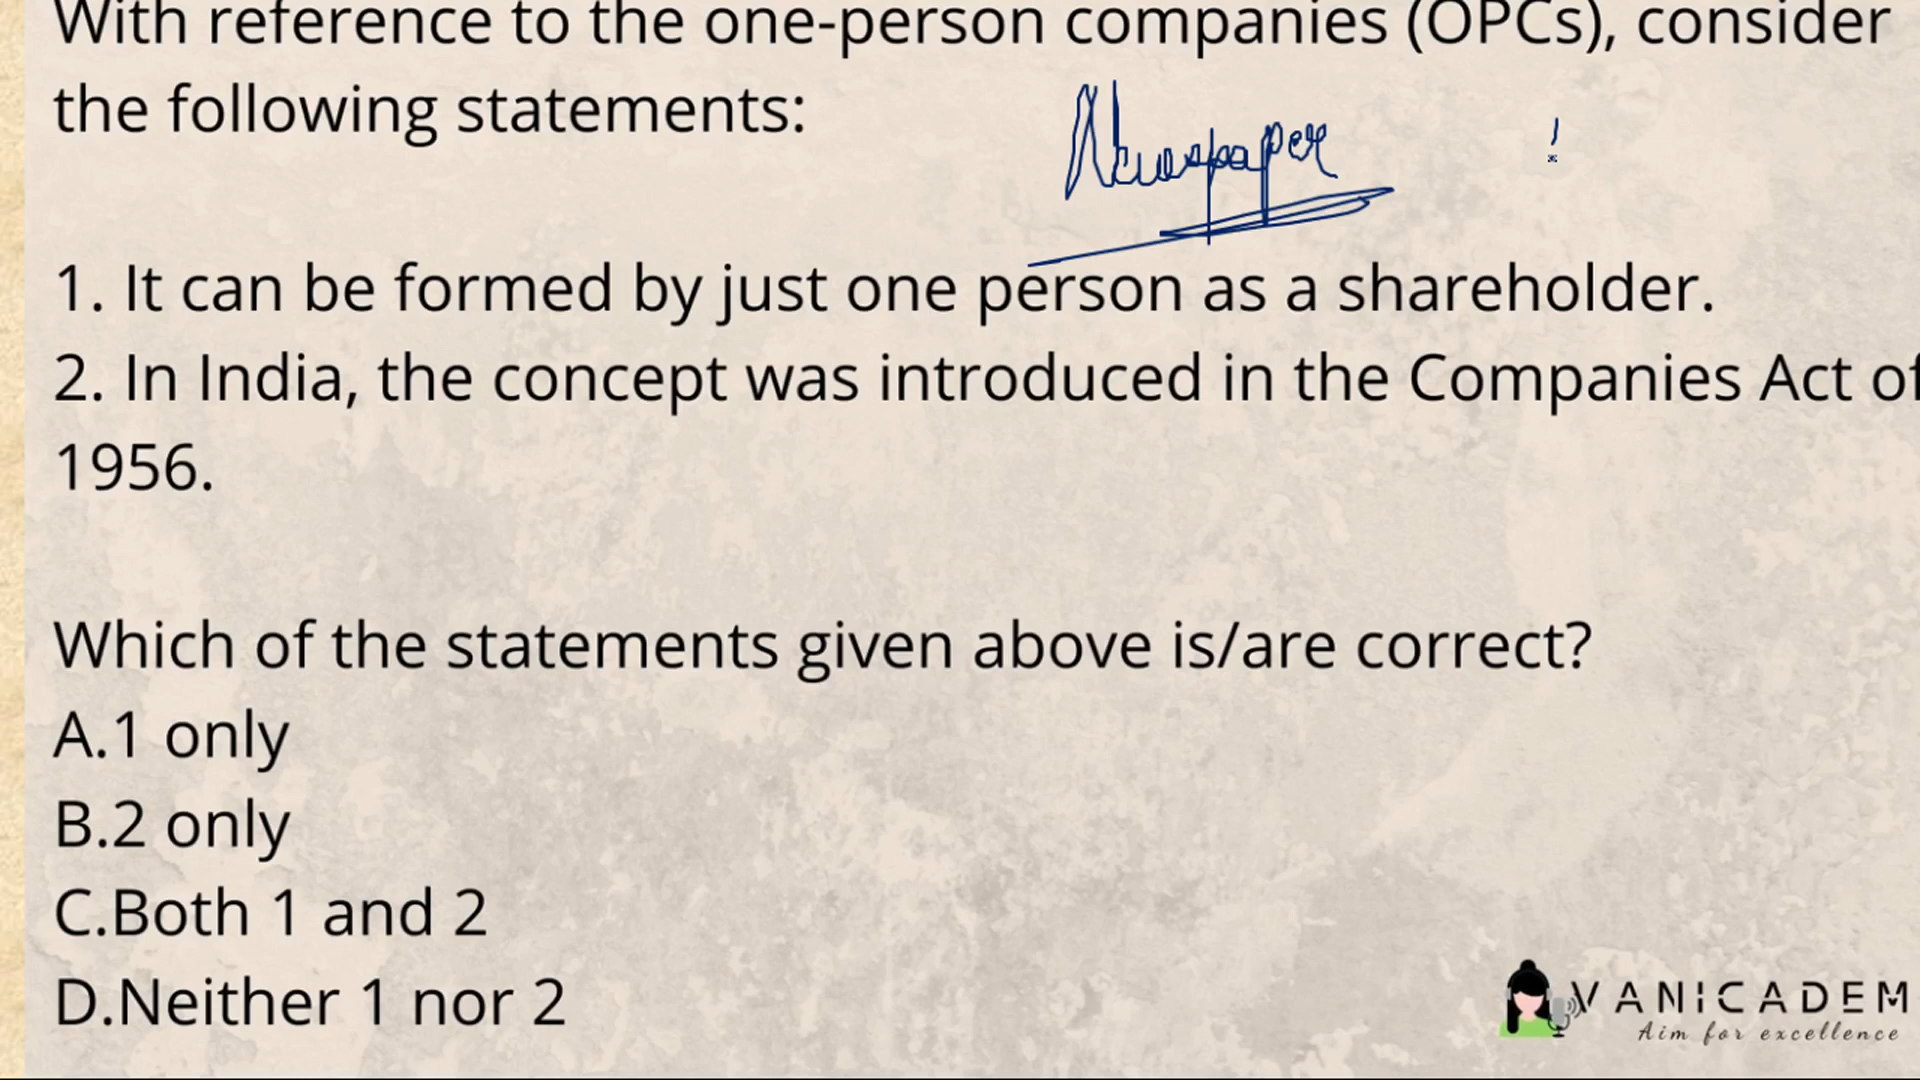 With reference to the one-person companies (OPCs), consider
the following statements:
Newspaper
1. It can be formed by just one person as a shareholder.
2. In India, the concept was introduced in the Companies Act of
1956.
Which of the statements given above is/are correct?
A.1 only
B.2 only
C.Both 1 and 2
D.Neither 1 nor 2
VANICADEM
Aim for excellence